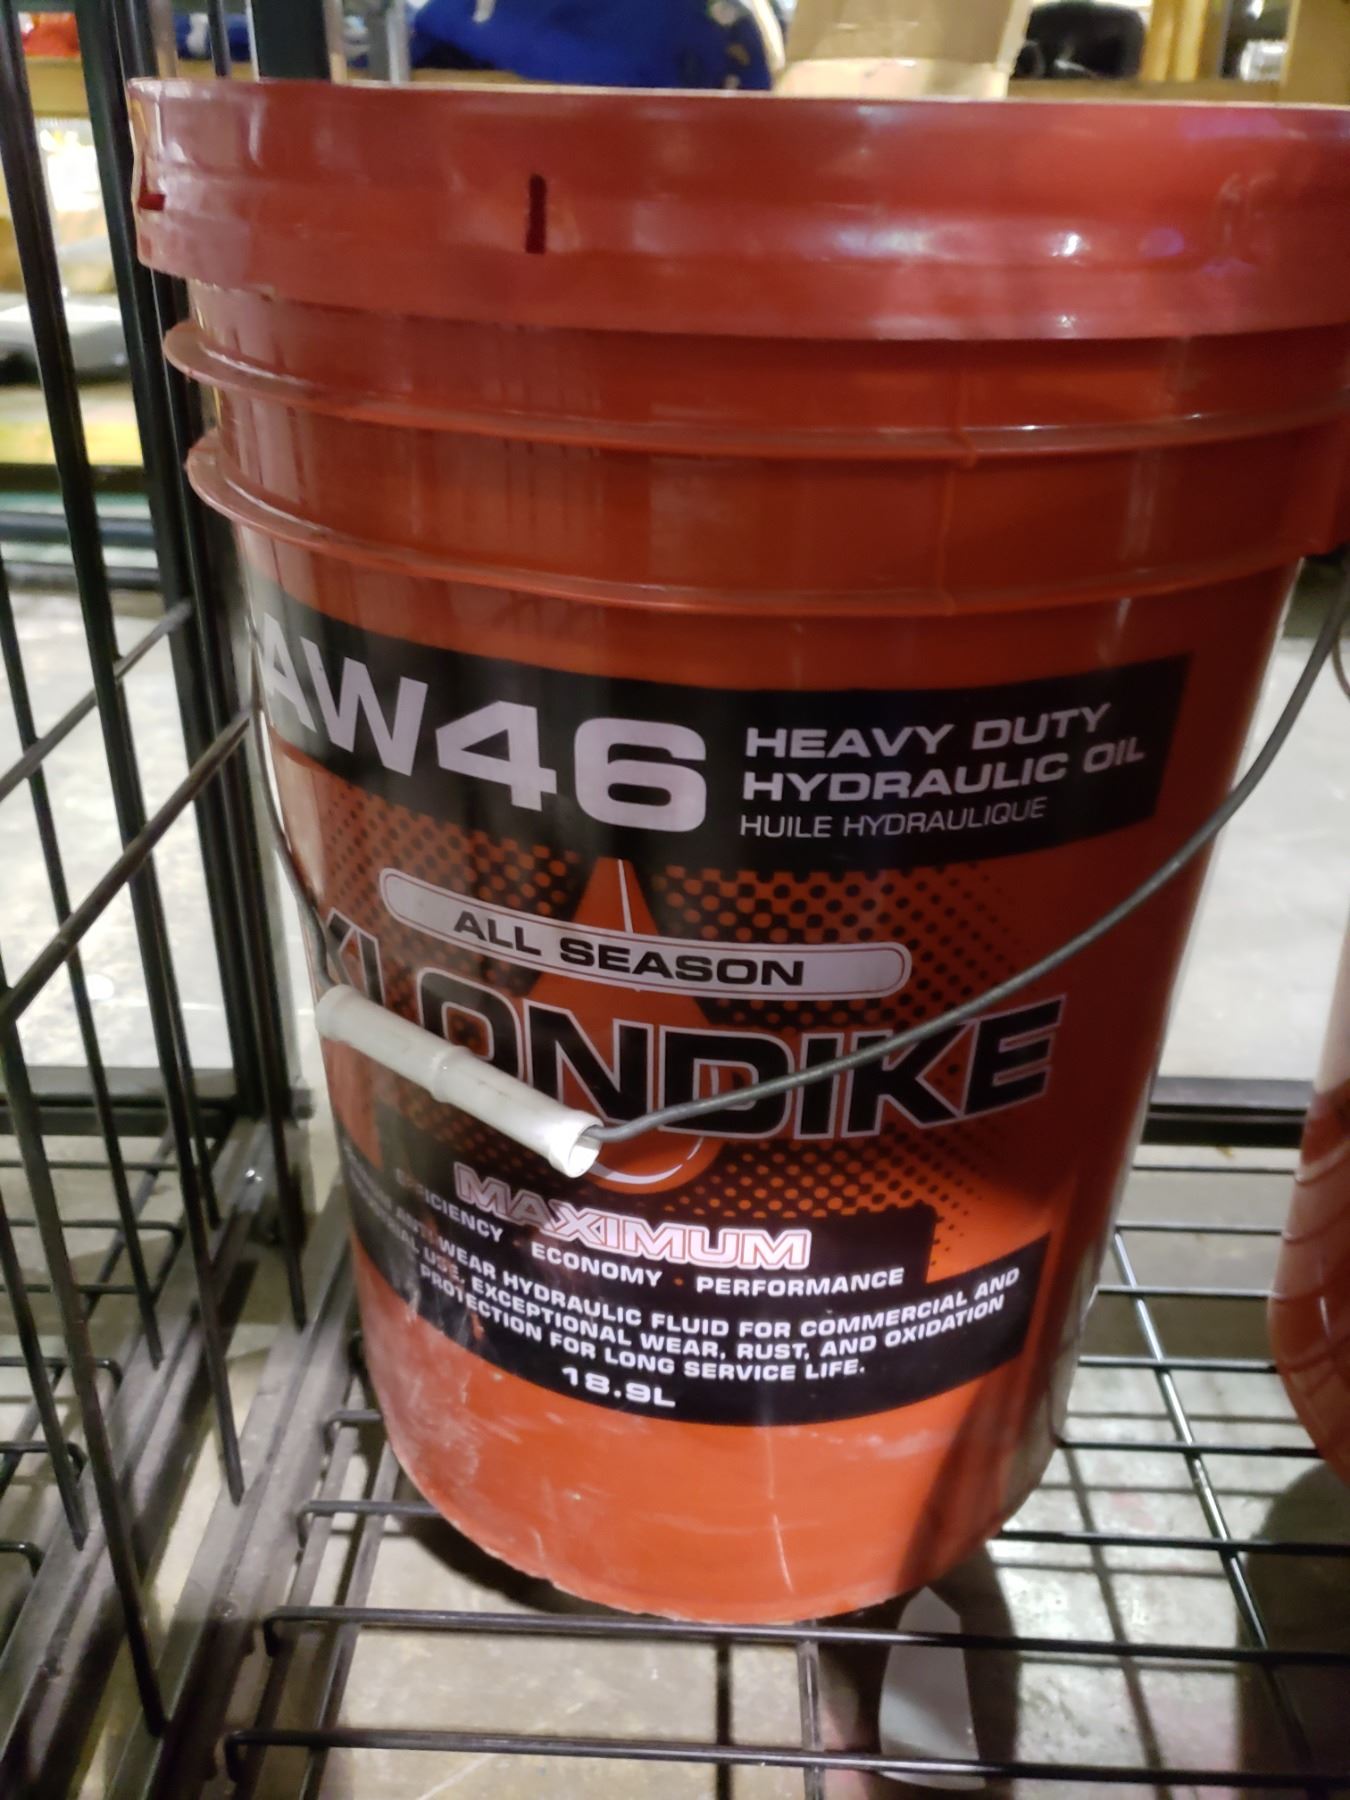 AW46
HEAVY DUTY
HYDRAULIC OIL
HUILE HYDRAULIQUE
ALL SEASON
KLONDIKE
MAXIMUM
EFFICIENCY • ECONOMY • PERFORMANCE
ANTI-WEAR HYDRAULIC FLUID FOR COMMERCIAL AND
USE, EXCEPTIONAL WEAR, RUST, AND OXIDATION
PROTECTION FOR LONG SERVICE LIFE.
18.9L